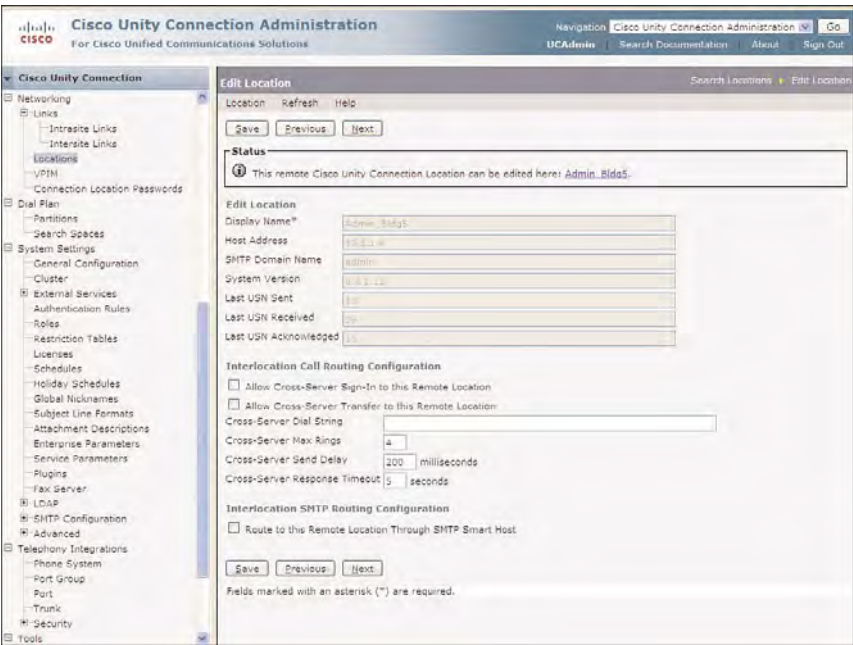 cisco
Cisco Unity Connection Administration
For Cisco Unified Communications Solutions
Navigation Cisco Unity Connection Administration Go
UCAdmin Search Documentation About Sign Out
Cisco Unity Connection
Networking
Links
Intrasite Links
Intersite Links
Locations
VPIM
Connection Location Passwords
Dial Plan
Partitions
Search Spaces
System Settings
General Configuration
Cluster
External Services
Authentication Rules
Roles
Restriction Tables
Licenses
Schedules
Holiday Schedules
Global Nicknames
Subject Line Formats
Attachment Descriptions
Enterprise Parameters
Service Parameters
Plugins
Fax Server
LDAP
SMTP Configuration
Advanced
Telephony Integrations
Phone System
Port Group
Port
Trunk
Security
Tools
Edit Location
Search Locations Edit Location
Location Refresh Help
Save Previous Next
Status
This remote Cisco Unity Connection Location can be edited here: Admin_Bldg5.
Edit Location
Display Name* Admin_Bldg5
Host Address
SMTP Domain Name admin
System Version
Last USN Sent
Last USN Received
Last USN Acknowledged
Interlocation Call Routing Configuration
Allow Cross-Server Sign-In to this Remote Location
Allow Cross-Server Transfer to this Remote Location
Cross-Server Dial String
Cross-Server Max Rings 4
Cross-Server Send Delay 200 milliseconds
Cross-Server Response Timeout 5 seconds
Interlocation SMTP Routing Configuration
Route to this Remote Location Through SMTP Smart Host
Save Previous Next
Fields marked with an asterisk (*) are required.